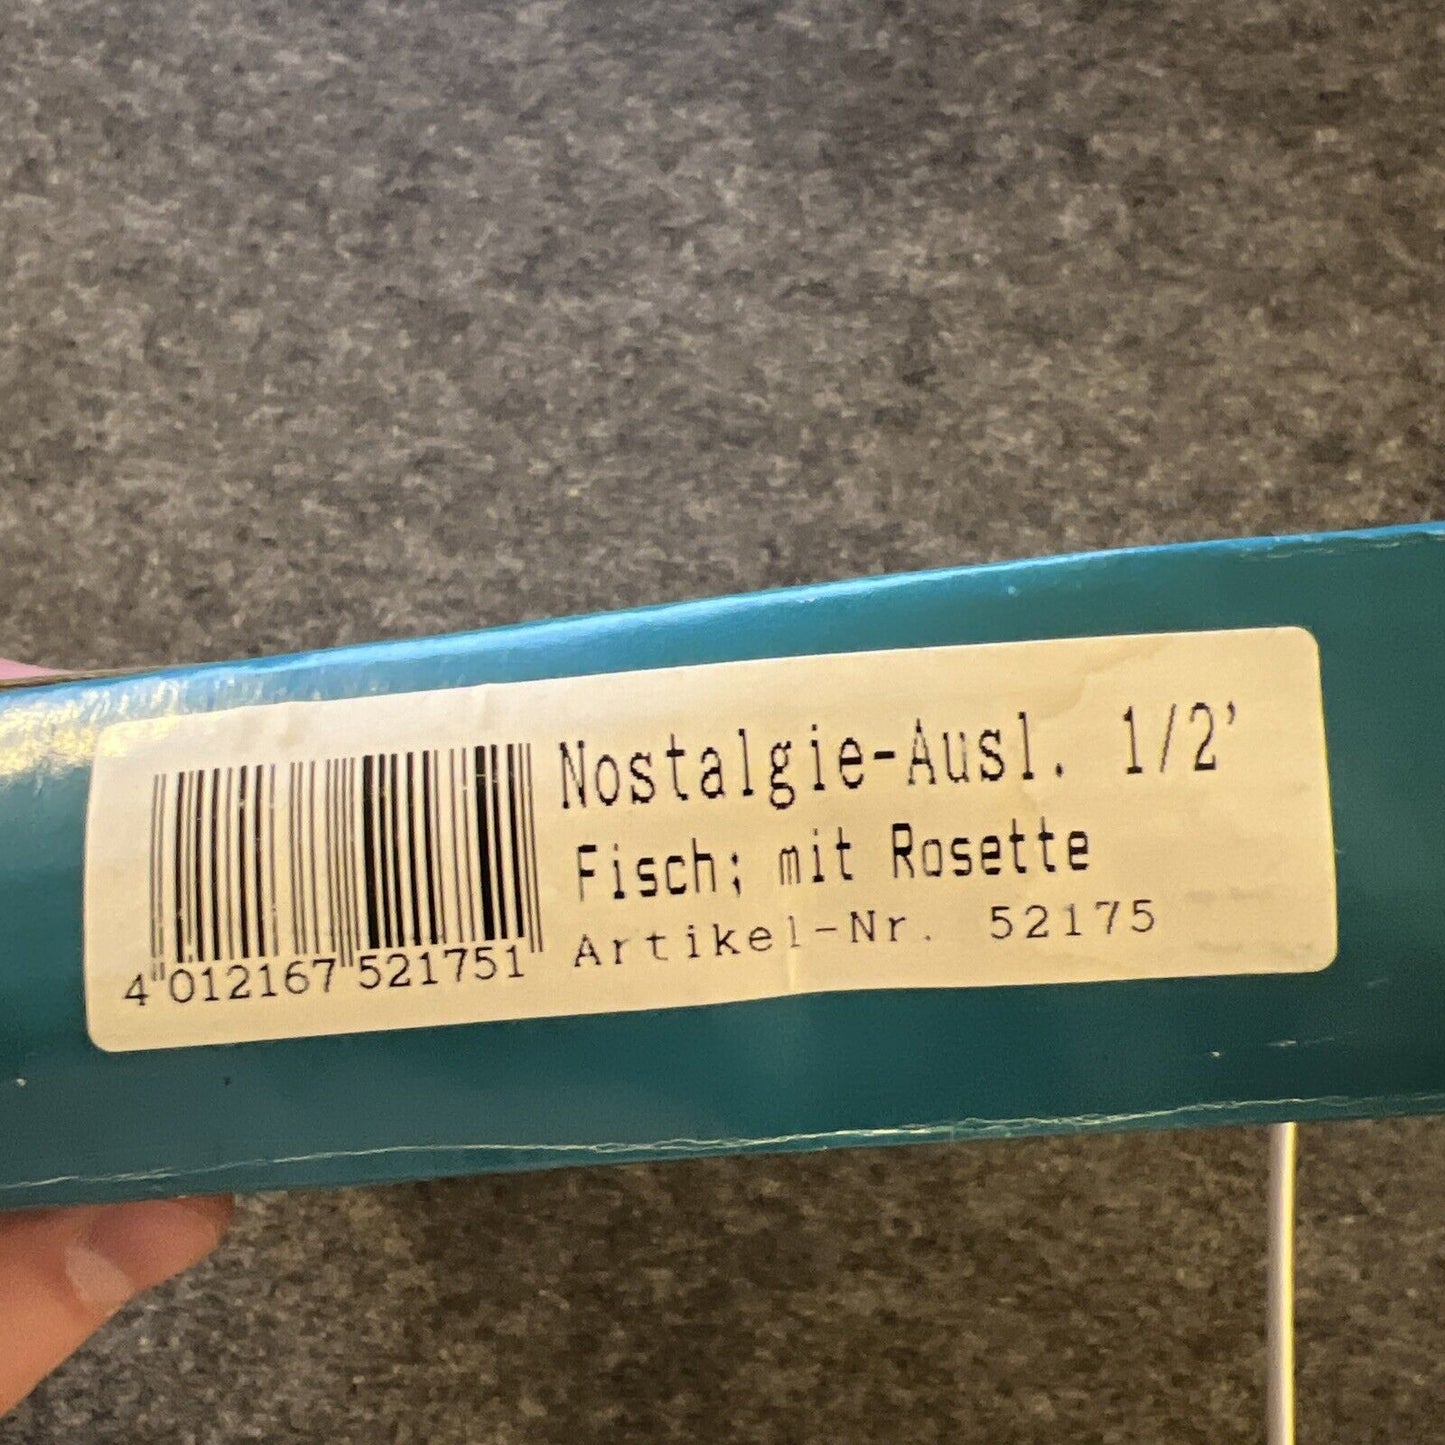 Nostalgie-Ausl. 1/2'
Fisch; mit Rosette
Artikel-Nr. 52175
4 012167 521751